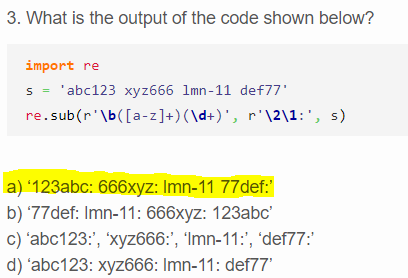 3. What is the output of the code shown below?
import re
s = 'abc123 xyz666 lmn-11 def77'
re.sub(r'\b([a-z]+)(\d+)', r'\2\1:', s)
a) ‘123abc: 666xyz: lmn-11 77def:’
b) ‘77def: lmn-11: 666xyz: 123abc’
c) ‘abc123:’, ‘xyz666:’, ‘lmn-11:’, ‘def77:’
d) ‘abc123: xyz666: lmn-11: def77’